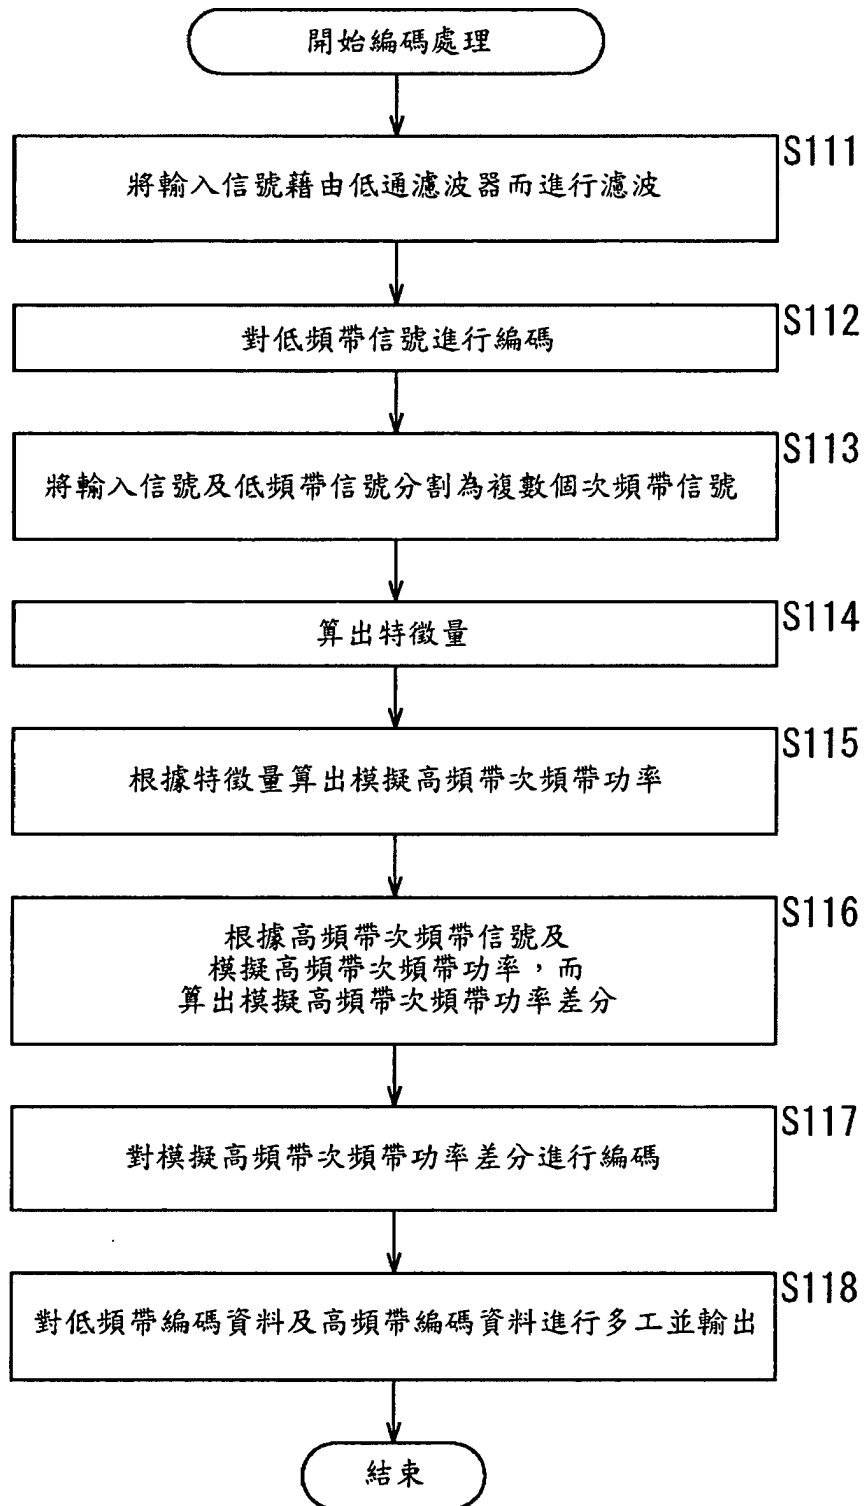 開始編碼處理
S111
將輸入信號藉由低通濾波器而進行濾波
S112
對低頻帶信號進行編碼
S113
將輸入信號及低頻帶信號分割為複數個次頻帶信號
S114
算出特徵量
S115
根據特徵量算出模擬高頻帶次頻帶功率
S116
根據高頻帶次頻帶信號及
模擬高頻帶次頻帶功率，而
算出模擬高頻帶次頻帶功率差分
S117
對模擬高頻帶次頻帶功率差分進行編碼
S118
對低頻帶編碼資料及高頻帶編碼資料進行多工並輸出
結束